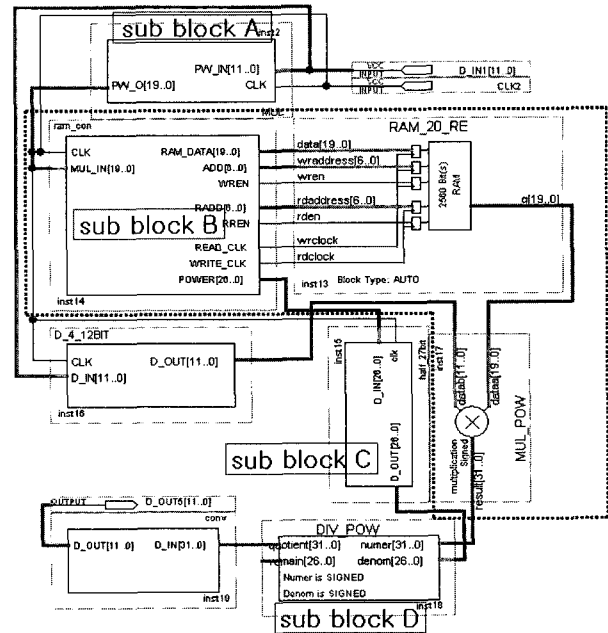 sub block A
inst2
PW_IN[11..0]
PW_O[19..0]
CLK
VCC
INPUT
D_IN1[11..0]
VCC
INPUT
CLK2
MUL
ram_con
RAM_20_RE
CLK
MUL_IN[19..0]
RAM_DATA[19..0]
ADD[6..0]
WREN
RADD[6..0]
RREN
READ_CLK
WRITE_CLK
POWER[26..0]
sub block B
inst14
data[19..0]
wraddress[6..0]
wren
rdaddress[6..0]
rden
wrclock
rdclock
2560 Bit(s)
RAM
q[19..0]
inst13
Block Type: AUTO
D_4_12BIT
CLK
D_IN[11..0]
D_OUT[11..0]
inst16
inst15
D_IN[26..0]
clk
D_OUT[26..0]
half_27bit
sub block C
inst17
datab[11..0]
dataa[19..0]
multiplication
Signed
result[31..0]
MUL_POW
OUTPUT
D_OUT5[11..0]
conv
D_OUT[11..0]
D_IN[31..0]
inst19
DIV_POW
quotient[31..0]
remain[26..0]
numer[31..0]
denom[26..0]
Numer is SIGNED
Denom is SIGNED
inst18
sub block D